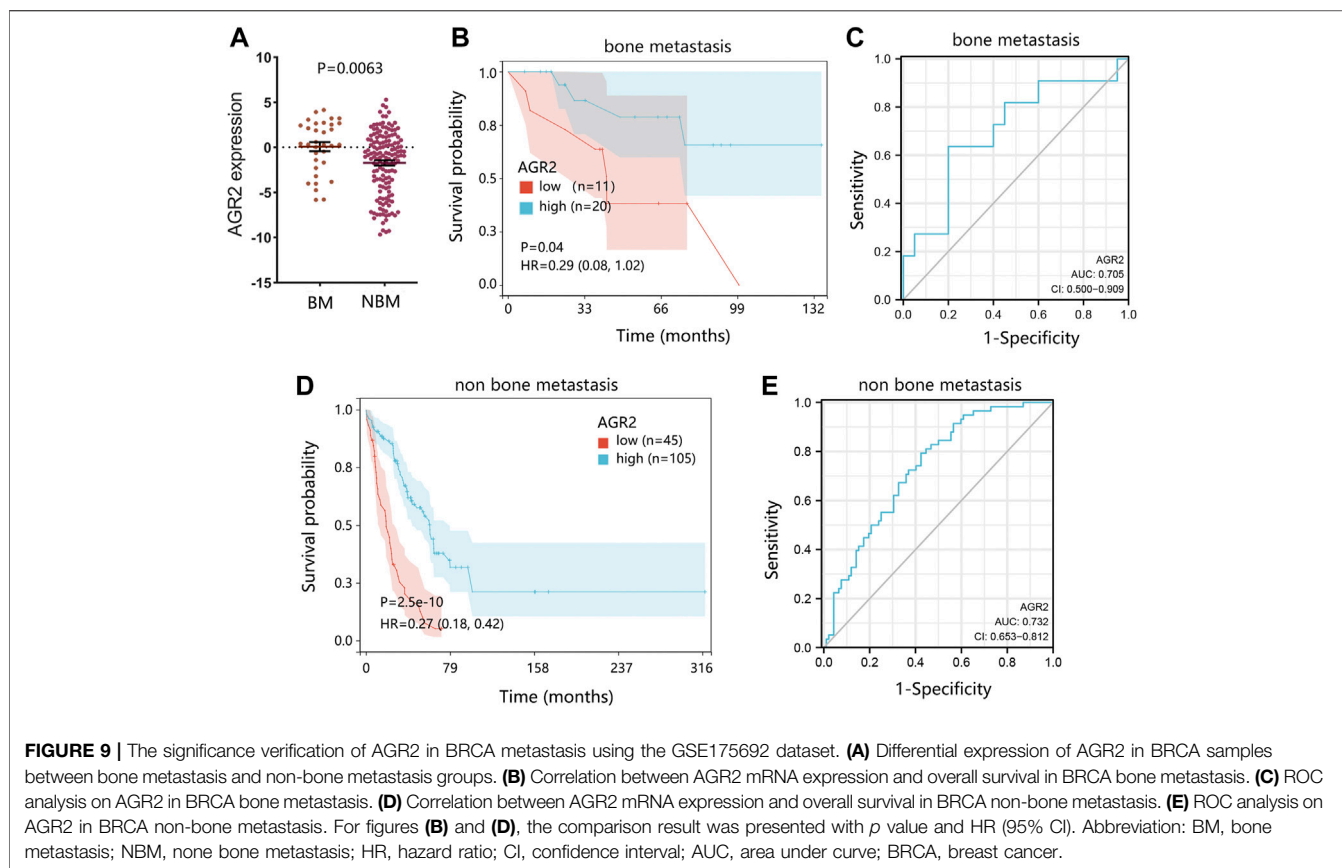 A
P=0.0063
AGR2 expression
10
5
0
-5
-10
-15
BM
NBM
B
bone metastasis
Survival probability
1.0
0.8
0.5
0.3
0.0
AGR2
low (n=11)
high (n=20)
P=0.04
HR=0.29 (0.08, 1.02)
0
33
66
99
132
Time (months)
C
bone metastasis
Sensitivity
1.0
0.8
0.6
0.4
0.2
0.0
AGR2
AUC: 0.705
CI: 0.500–0.909
0.0
0.2
0.4
0.6
0.8
1.0
1-Specificity
D
non bone metastasis
Survival probability
1.0
0.8
0.5
0.3
0.0
AGR2
low (n=45)
high (n=105)
P=2.5e-10
HR=0.27 (0.18, 0.42)
0
79
158
237
316
Time (months)
E
non bone metastasis
Sensitivity
1.0
0.8
0.6
0.4
0.2
0.0
AGR2
AUC: 0.732
CI: 0.653–0.812
0.0
0.2
0.4
0.6
0.8
1.0
1-Specificity
FIGURE 9 | The significance verification of AGR2 in BRCA metastasis using the GSE175692 dataset. (A) Differential expression of AGR2 in BRCA samples
between bone metastasis and non-bone metastasis groups. (B) Correlation between AGR2 mRNA expression and overall survival in BRCA bone metastasis. (C) ROC
analysis on AGR2 in BRCA bone metastasis. (D) Correlation between AGR2 mRNA expression and overall survival in BRCA non-bone metastasis. (E) ROC analysis on
AGR2 in BRCA non-bone metastasis. For figures (B) and (D), the comparison result was presented with p value and HR (95% CI). Abbreviation: BM, bone
metastasis; NBM, none bone metastasis; HR, hazard ratio; CI, confidence interval; AUC, area under curve; BRCA, breast cancer.